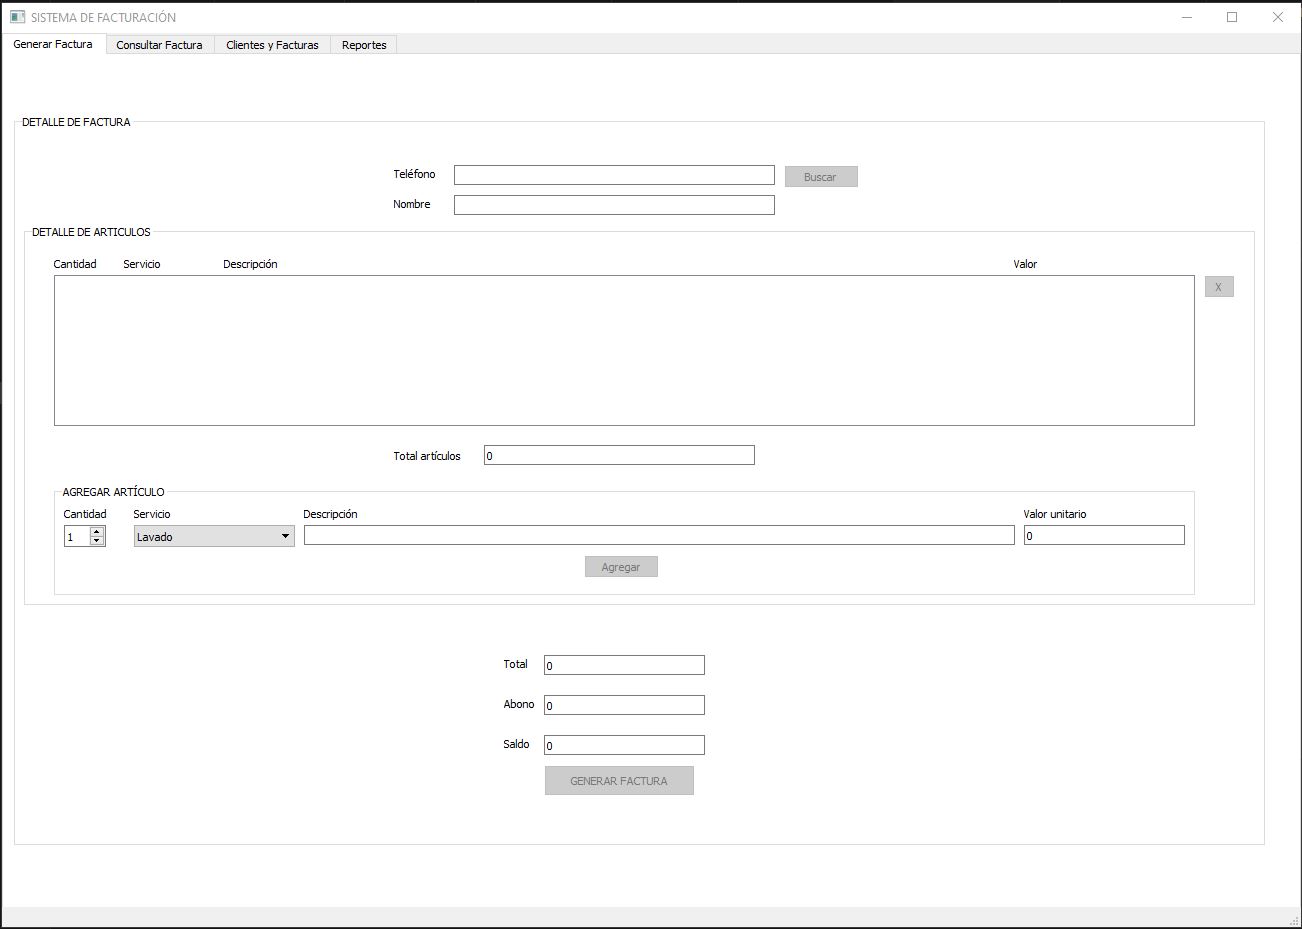 SISTEMA DE FACTURACIÓN
Generar Factura Consultar Factura Clientes y Facturas Reportes
DETALLE DE FACTURA
Teléfono Buscar
Nombre
DETALLE DE ARTICULOS
Cantidad Servicio Descripción Valor
X
Total artículos 0
AGREGAR ARTÍCULO
Cantidad Servicio Descripción Valor unitario
1 Lavado 0
Agregar
Total 0
Abono 0
Saldo 0
GENERAR FACTURA